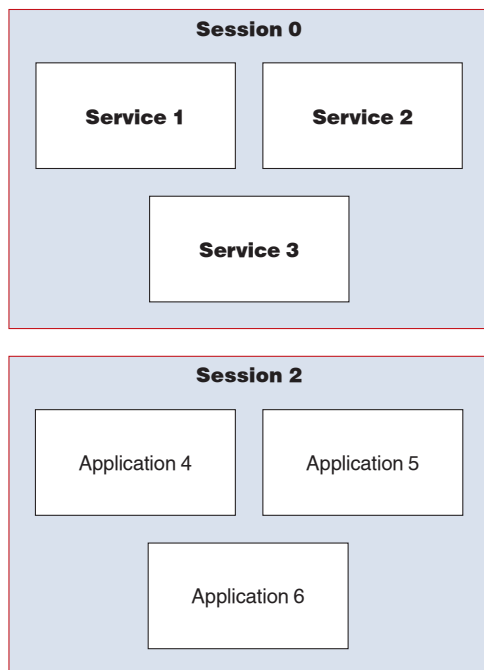 Session 0
Service 1
Service 2
Service 3
Session 2
Application 4
Application 5
Application 6